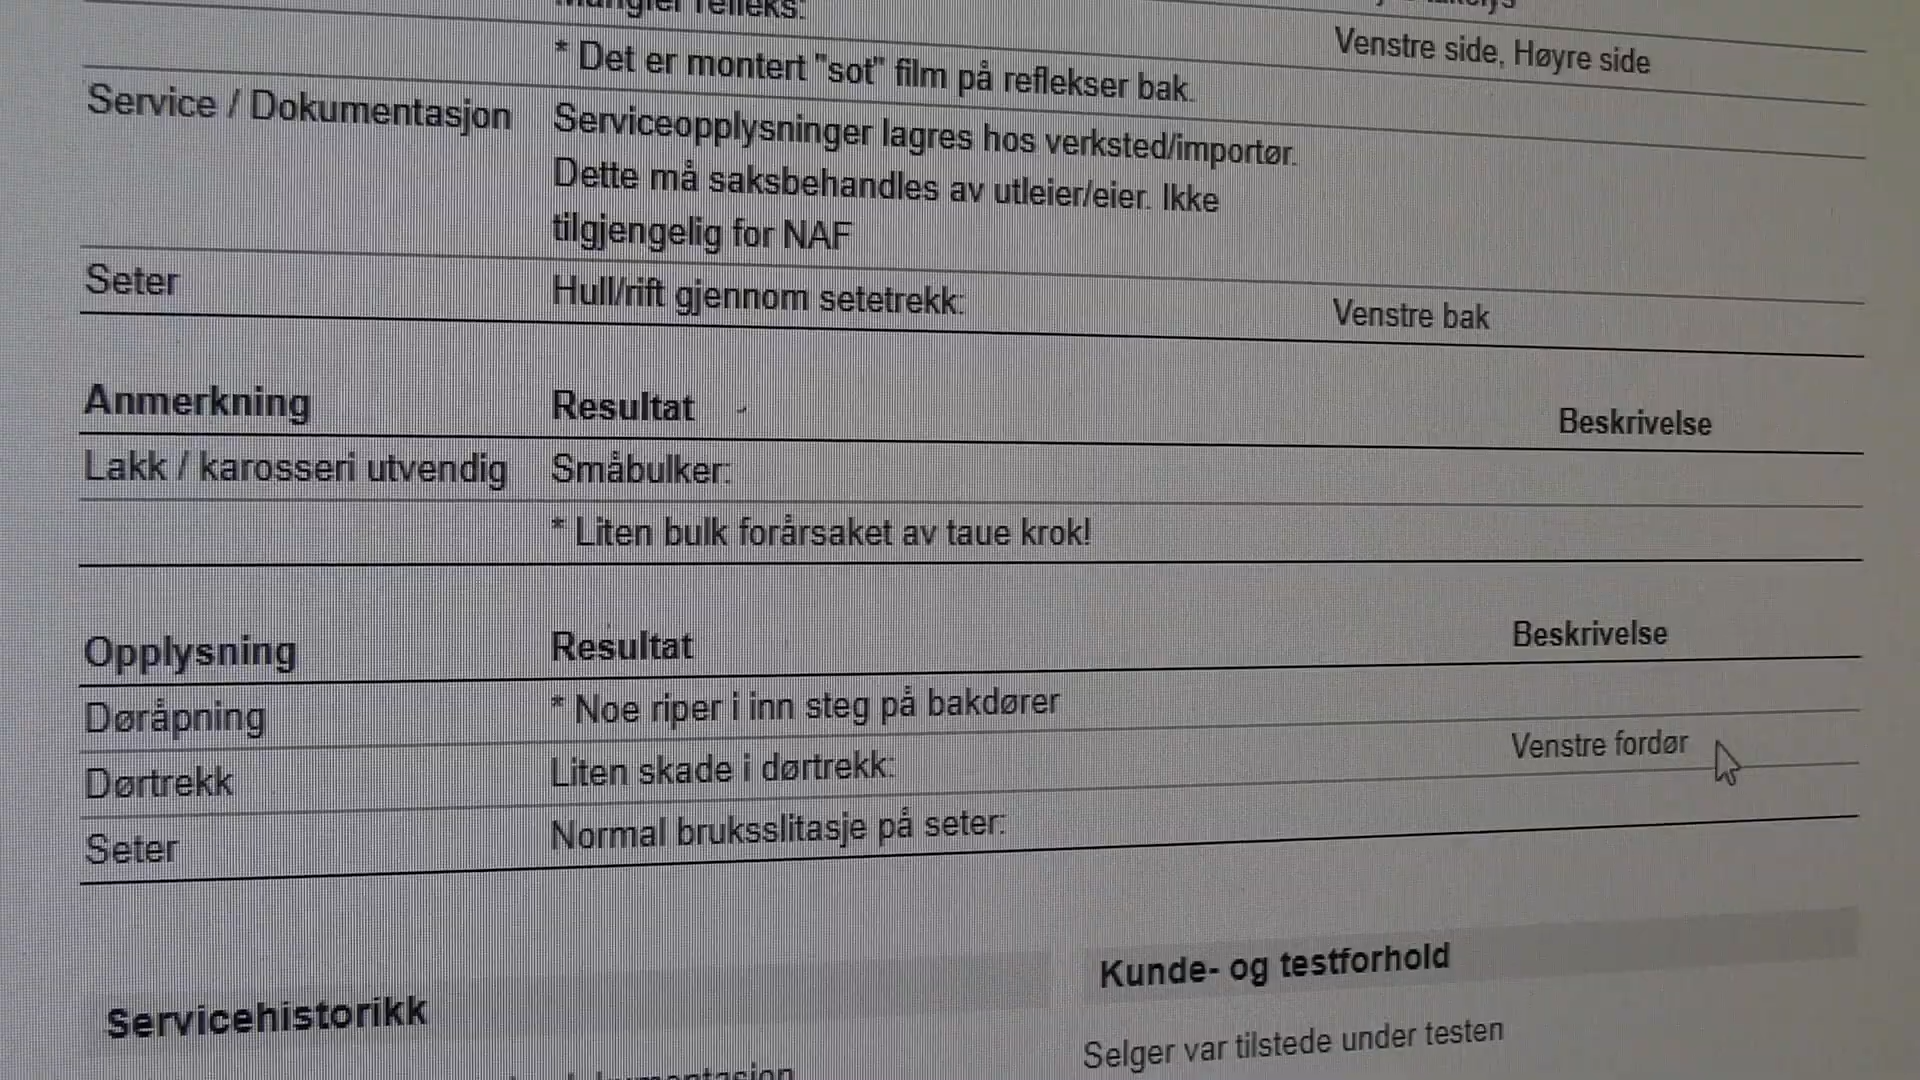 Mangler refleks:
Venstre side, Høyre side
* Det er montert "sot" film på reflekser bak.
Service / Dokumentasjon Serviceopplysninger lagres hos verksted/importør.
Dette må saksbehandles av utleier/eier. Ikke
tilgjengelig for NAF
Seter Hull/rift gjennom setetrekk: Venstre bak
Anmerkning Resultat Beskrivelse
Lakk / karosseri utvendig Småbulker:
* Liten bulk forårsaket av taue krok!
Opplysning Resultat Beskrivelse
Døråpning * Noe riper i inn steg på bakdører
Dørtrekk Liten skade i dørtrekk: Venstre fordør
Seter Normal bruksslitasje på seter:
Servicehistorikk
Kunde- og testforhold
Selger var tilstede under testen